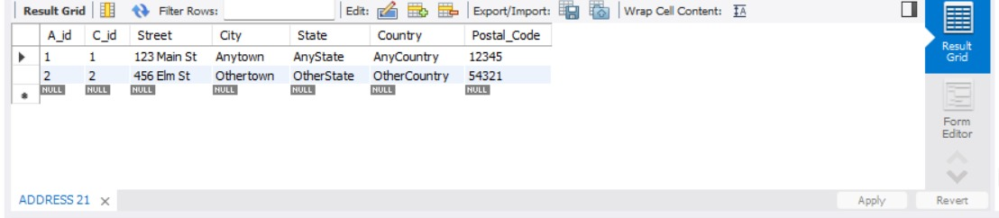 Result Grid Filter Rows: Edit: Export/Import: Wrap Cell Content: IA
A_id C_id Street City State Country Postal_Code
1 1 123 Main St Anytown AnyState AnyCountry 12345
2 2 456 Elm St Othertown OtherState OtherCountry 54321
NULL NULL NULL NULL NULL NULL NULL
Result
Grid
Form
Editor
ADDRESS 21 Apply Revert